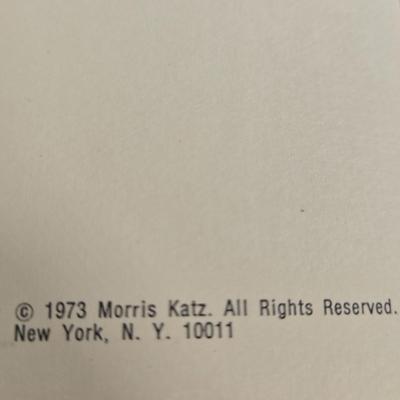 © 1973 Morris Katz. All Rights Reserved.
New York, N. Y. 10011